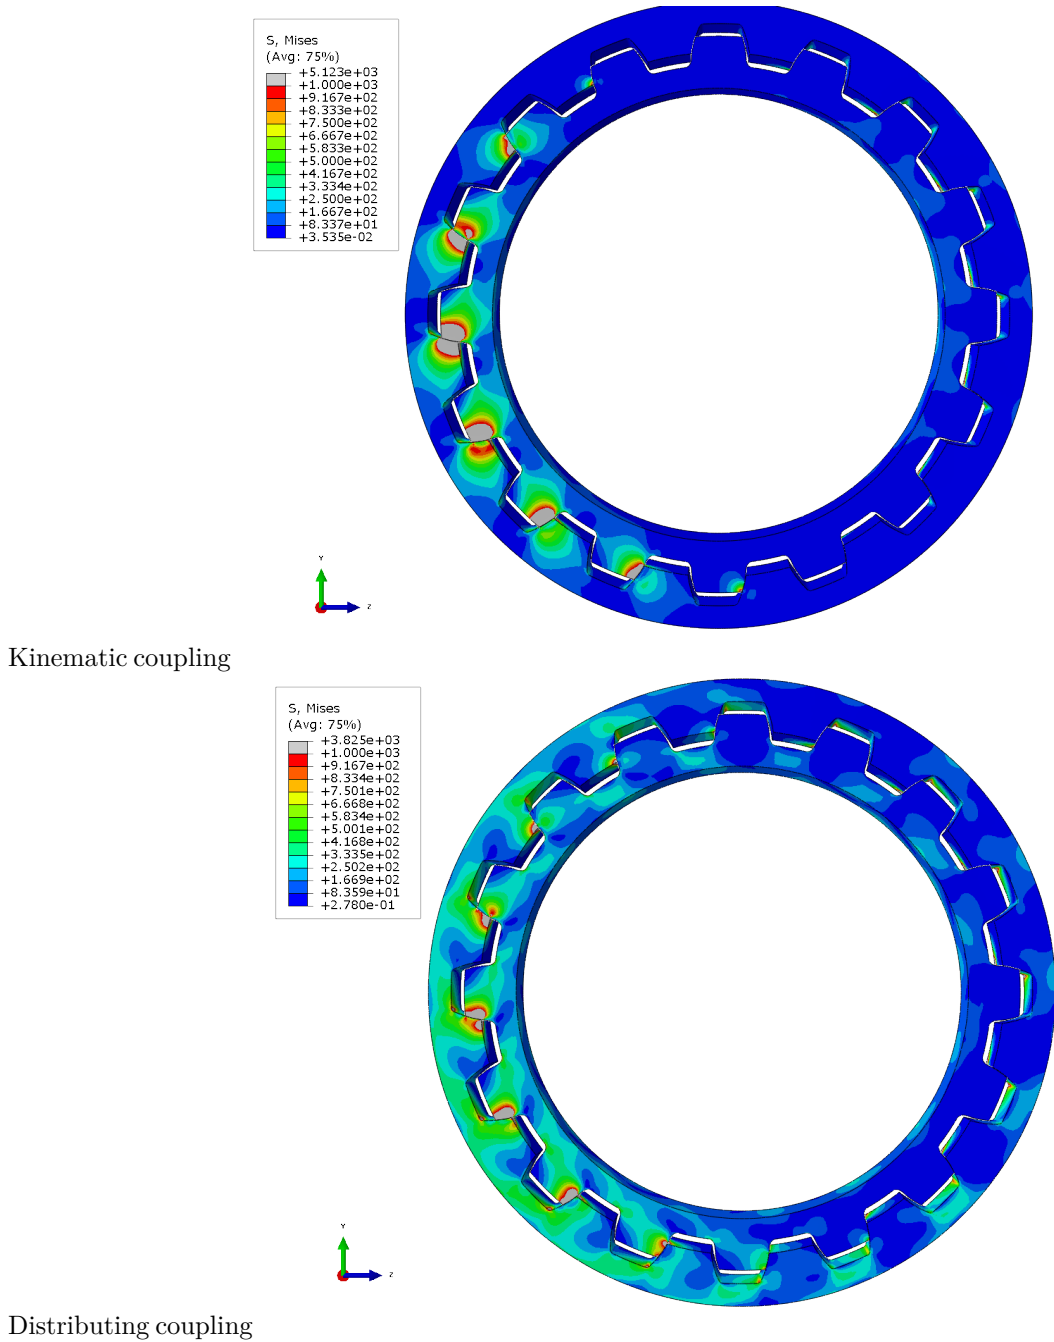 S, Mises
(Avg: 75%)
+5.123e+03
+1.000e+03
+9.167e+02
+8.333e+02
+7.500e+02
+6.667e+02
+5.833e+02
+5.000e+02
+4.167e+02
+3.334e+02
+2.500e+02
+1.667e+02
+8.337e+01
+3.535e-02
Y
Z
Kinematic coupling
S, Mises
(Avg: 75%)
+3.825e+03
+1.000e+03
+9.167e+02
+8.334e+02
+7.501e+02
+6.668e+02
+5.834e+02
+5.001e+02
+4.168e+02
+3.335e+02
+2.502e+02
+1.669e+02
+8.359e+01
+2.780e-01
Y
Z
Distributing coupling